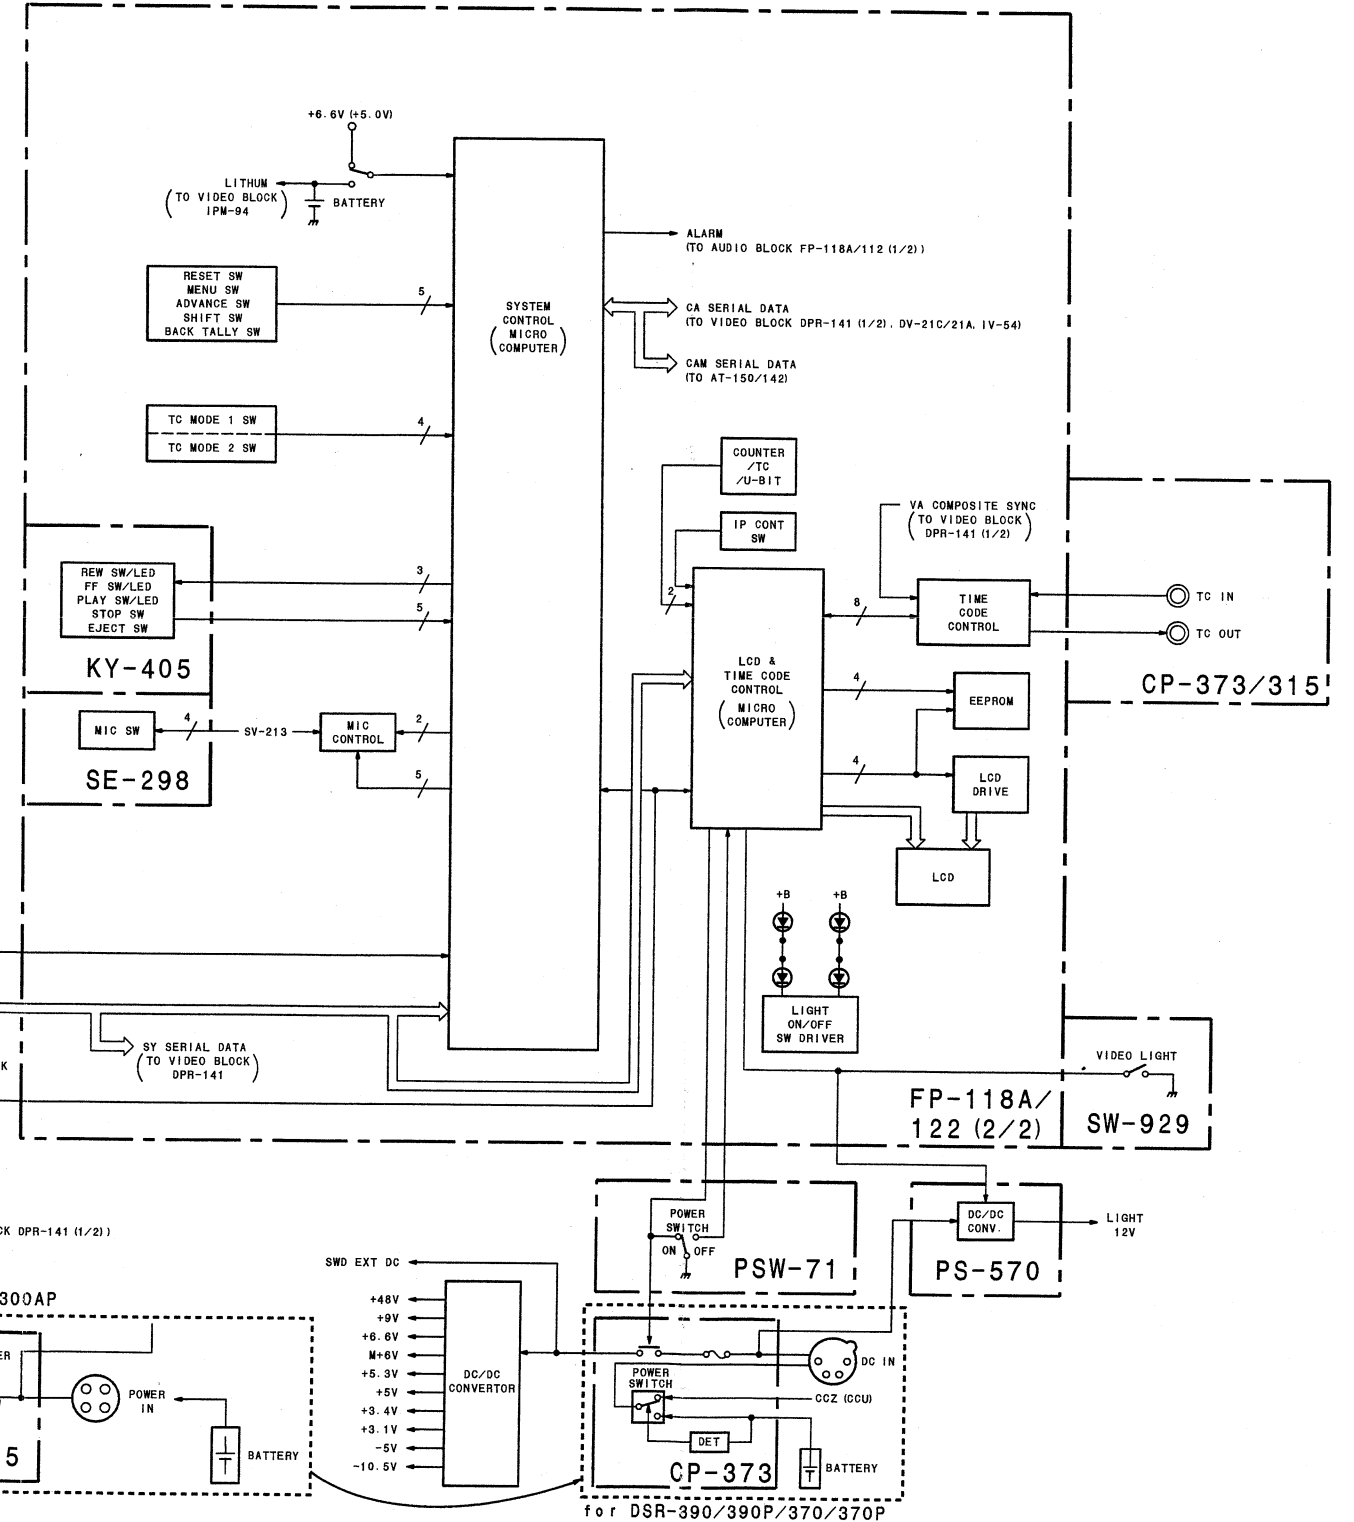 +6.6V (+5.0V)
LITHUM
(TO VIDEO BLOCK)
IPM-94
BATTERY
RESET SW
MENU SW
ADVANCE SW
SHIFT SW
BACK TALLY SW
5
SYSTEM
CONTROL
(MICRO
COMPUTER)
ALARM
(TO AUDIO BLOCK FP-118A/112 (1/2))
CA SERIAL DATA
(TO VIDEO BLOCK DPR-141 (1/2), DV-21C/21A, IV-54)
CAM SERIAL DATA
(TO AT-150/142)
TC MODE 1 SW
TC MODE 2 SW
4
COUNTER
/TC
/U-BIT
IP CONT
SW
2
VA COMPOSITE SYNC
(TO VIDEO BLOCK)
DPR-141 (1/2)
REW SW/LED
FF SW/LED
PLAY SW/LED
STOP SW
EJECT SW
3
5
KY-405
8
TIME
CODE
CONTROL
TC IN
TC OUT
CP-373/315
LCD &
TIME CODE
CONTROL
(MICRO
COMPUTER)
4
EEPROM
MIC SW
4
SV-213
MIC
CONTROL
2
5
SE-298
4
LCD
DRIVE
LCD
+B
+B
LIGHT
ON/OFF
SW DRIVER
SY SERIAL DATA
(TO VIDEO BLOCK)
DPR-141
K
VIDEO LIGHT
FP-118A/
122 (2/2)
SW-929
CK DPR-141 (1/2))
POWER
SWITCH
ON
OFF
PSW-71
DC/DC
CONV.
LIGHT
12V
PS-570
SWD EXT DC
+48V
+9V
+6.6V
M+6V
+5.3V
+5V
+3.4V
+3.1V
-5V
-10.5V
DC/DC
CONVERTOR
POWER
SWITCH
DC IN
CCZ (CCU)
DET
CP-373
BATTERY
for DSR-390/390P/370/370P
300AP
ER
POWER
IN
BATTERY
5